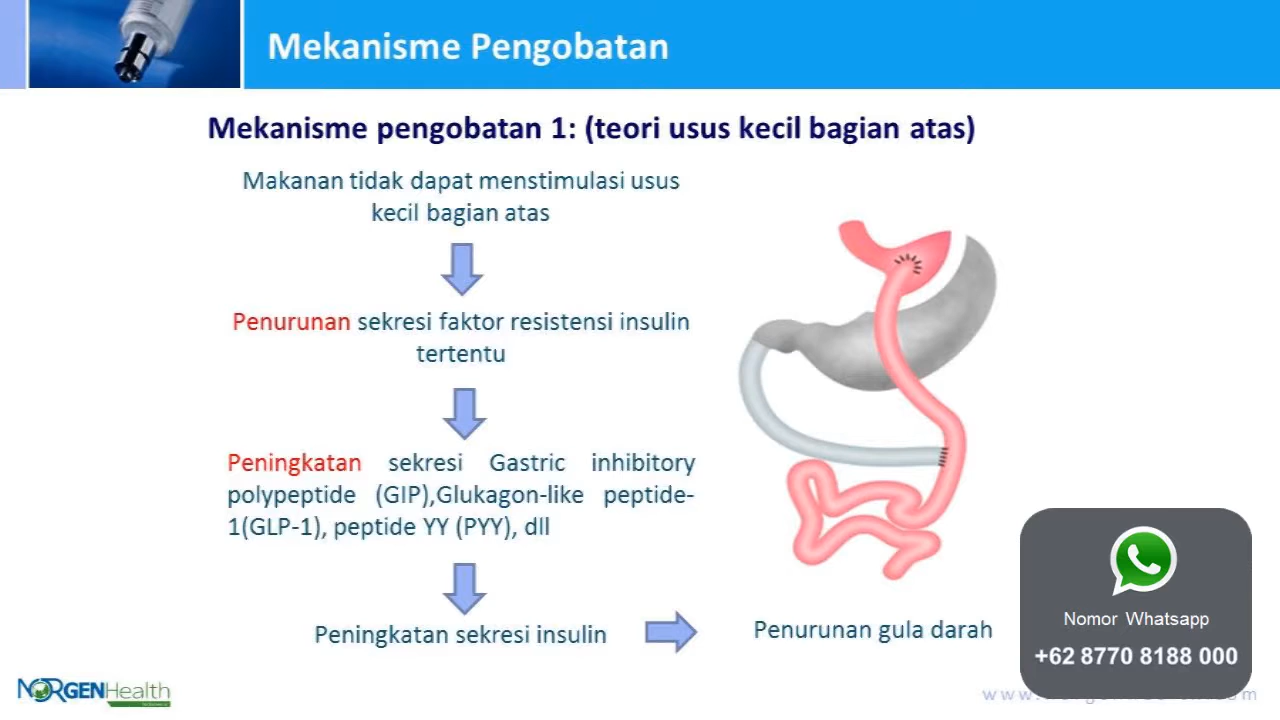 Mekanisme Pengobatan
Mekanisme pengobatan 1: (teori usus kecil bagian atas)
Makanan tidak dapat menstimulasi usus
kecil bagian atas
Penurunan sekresi faktor resistensi insulin
tertentu
Peningkatan sekresi Gastric inhibitory
polypeptide (GIP),Glukagon-like peptide-
1(GLP-1), peptide YY (PYY), dll
Peningkatan sekresi insulin
Penurunan gula darah
Nomor Whatsapp
+62 8770 8188 000
NORGENHealth